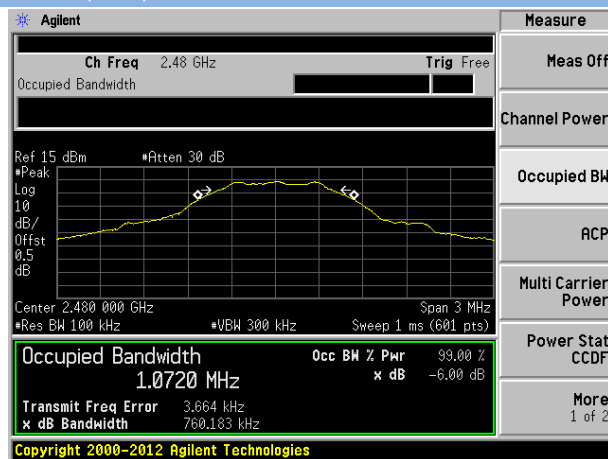 Agilent
Measure
Ch Freq 2.48 GHz Trig Free
Occupied Bandwidth
Meas Off
Channel Power
Occupied BW
ACP
Multi Carrier
Power
Power Stat
CCDF
More
1 of 2
Ref 15 dBm #Atten 30 dB
#Peak
Log
10
dB/
Offst
0.5
dB
Center 2.480 000 GHz Span 3 MHz
#Res BW 100 kHz #VBW 300 kHz Sweep 1 ms (601 pts)
Occupied Bandwidth Occ BW % Pwr 99.00 %
1.0720 MHz x dB -6.00 dB
Transmit Freq Error 3.664 kHz
x dB Bandwidth 760.183 kHz
Copyright 2000-2012 Agilent Technologies